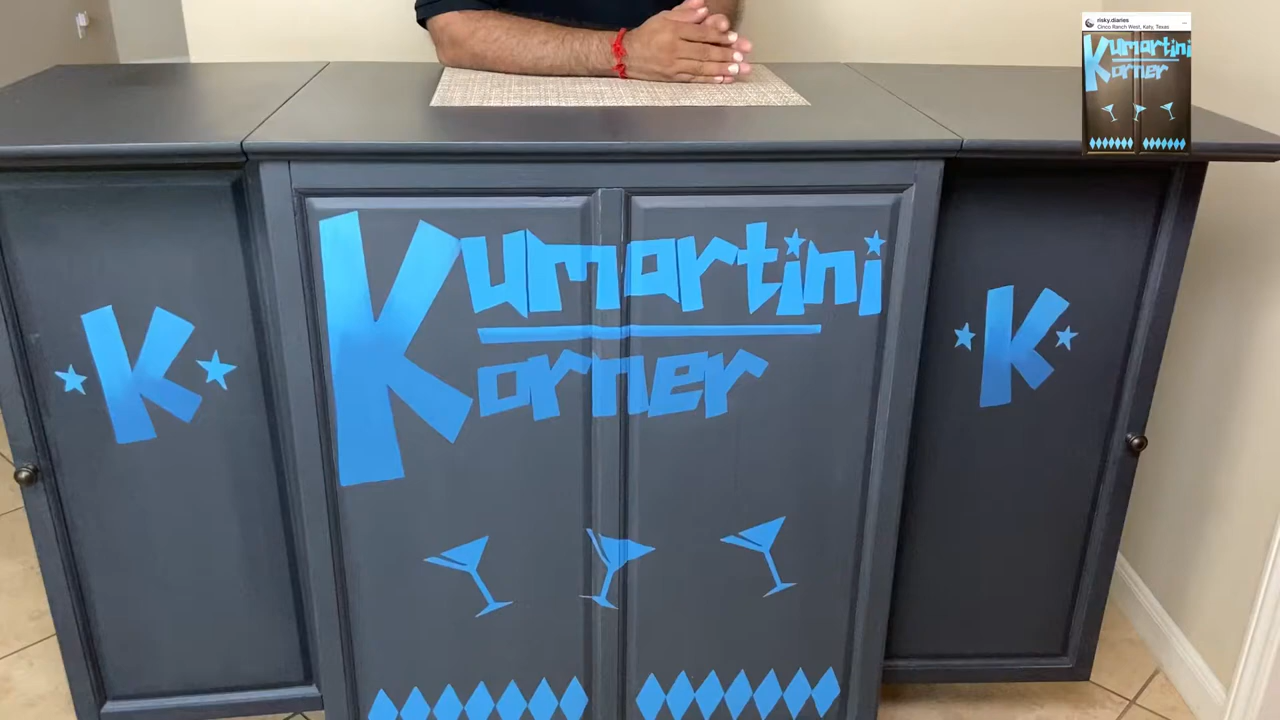 risky.diaries
Cinco Ranch West, Katy, Texas
Kumartini
Korner
Kumartini
Korner
K
K